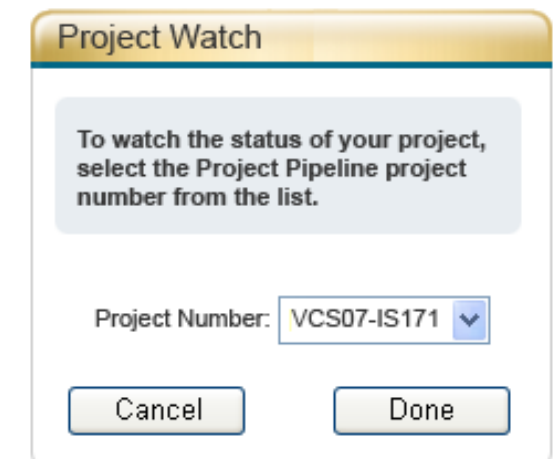 Project Watch
To watch the status of your project,
select the Project Pipeline project
number from the list.
Project Number: VCS07-IS171
Cancel Done